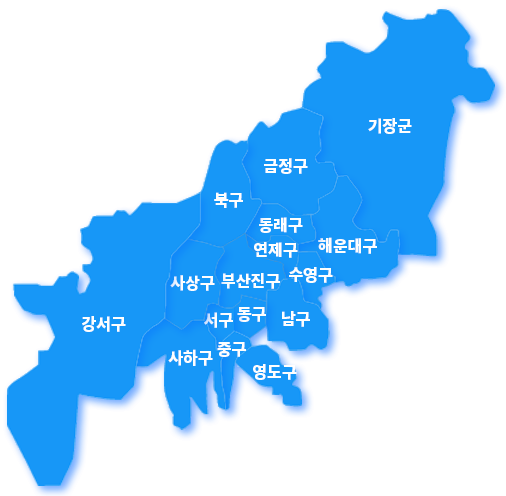 기장군
금정구
북구
동래구
해운대구
연제구
수영구
사상구
부산진구
강서구
서구
동구
남구
사하구
중구
영도구